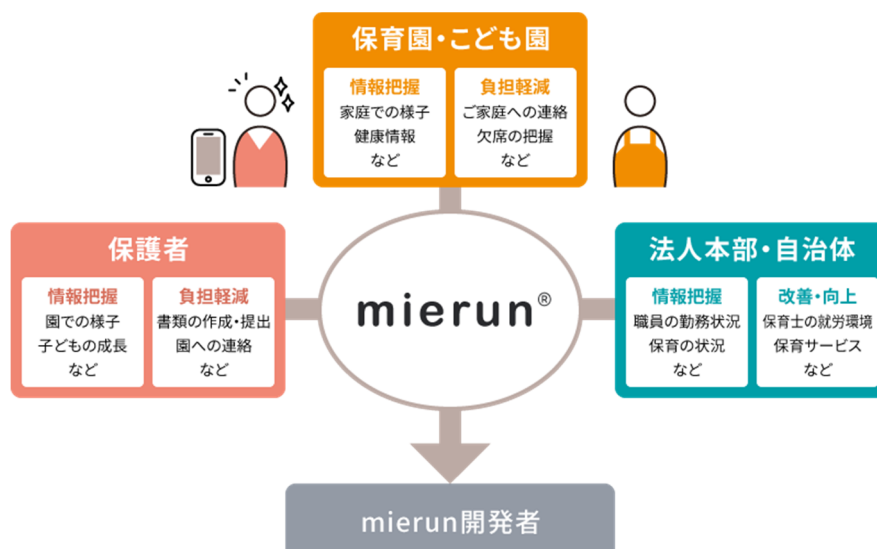 保育園・こども園
情報把握
家庭での様子
健康情報
など
負担軽減
ご家庭への連絡
欠席の把握
など
保護者
情報把握
園での様子
子どもの成長
など
負担軽減
書類の作成・提出
園への連絡
など
mierun®
法人本部・自治体
情報把握
職員の勤務状況
保育の状況
など
改善・向上
保育士の就労環境
保育サービス
など
mierun開発者